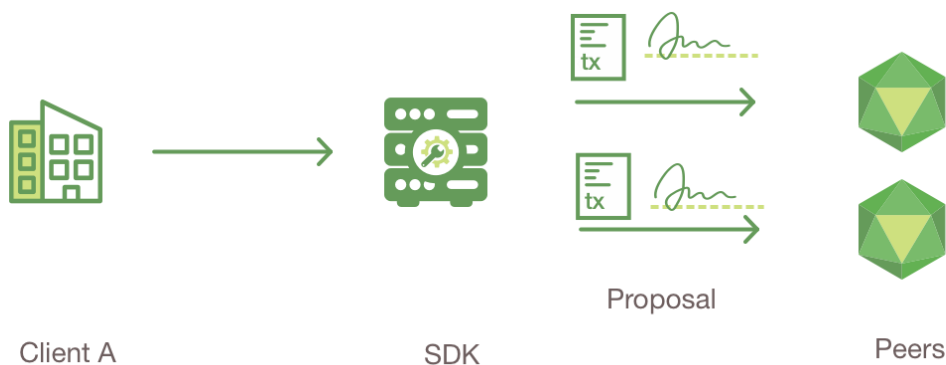 tx
tx
Proposal
Client A
SDK
Peers